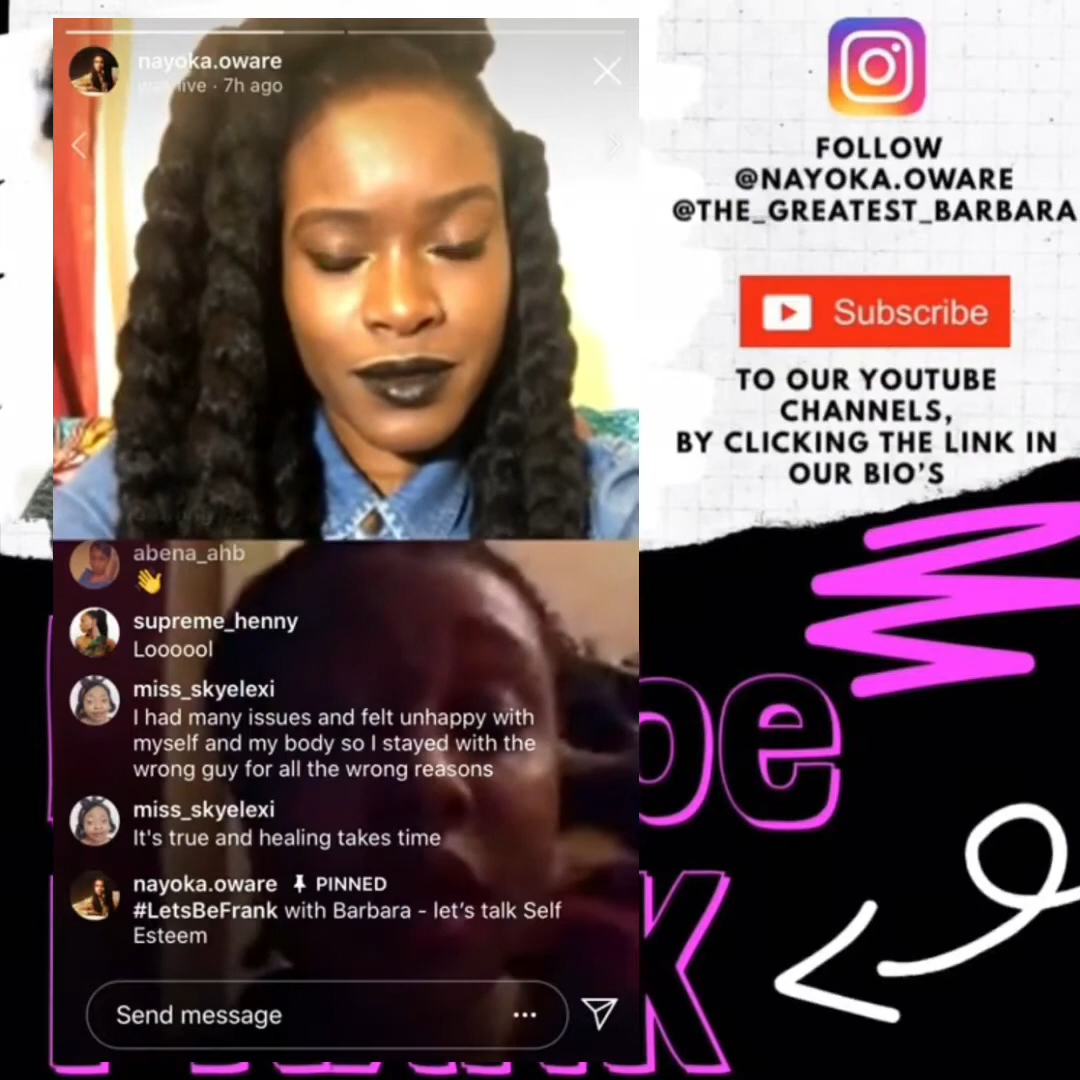 nayoka.oware
was live · 7h ago
abena_ahb
👋
supreme_henny
Loooool
miss_skyelexi
I had many issues and felt unhappy with
myself and my body so I stayed with the
wrong guy for all the wrong reasons
miss_skyelexi
It's true and healing takes time
nayoka.oware PINNED
#LetsBeFrank with Barbara - let's talk Self
Esteem
Send message
FOLLOW
@NAYOKA.OWARE
@THE_GREATEST_BARBARA
Subscribe
TO OUR YOUTUBE
CHANNELS,
BY CLICKING THE LINK IN
OUR BIO'S
be